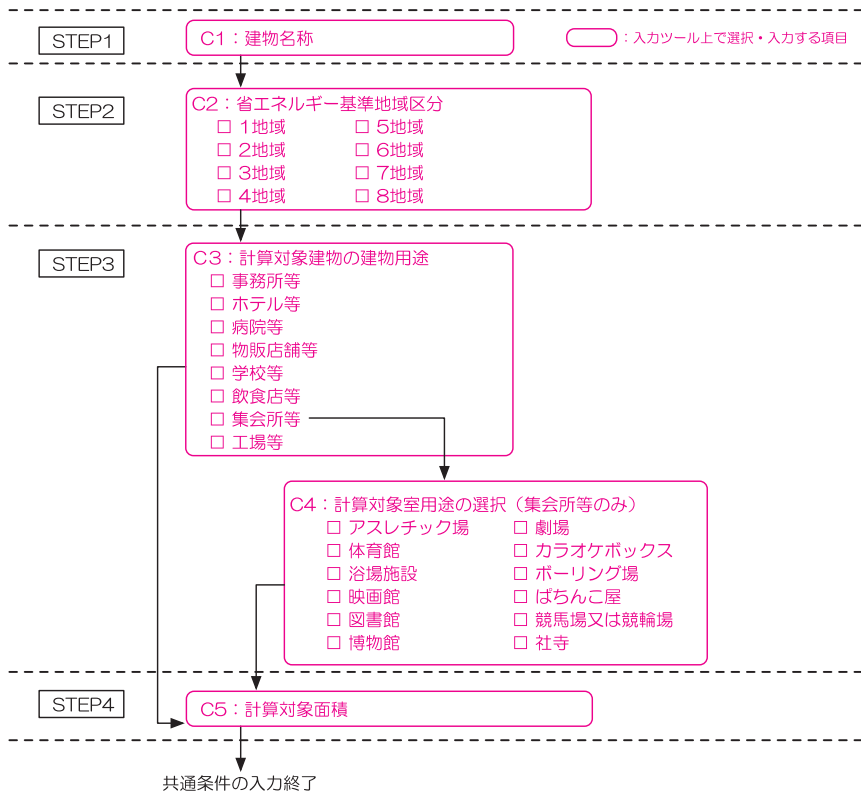 STEP1
C1：建物名称
：入力ツール上で選択・入力する項目
STEP2
C2：省エネルギー基準地域区分
□ 1地域 □ 5地域
□ 2地域 □ 6地域
□ 3地域 □ 7地域
□ 4地域 □ 8地域
STEP3
C3：計算対象建物の建物用途
□ 事務所等
□ ホテル等
□ 病院等
□ 物販店舗等
□ 学校等
□ 飲食店等
□ 集会所等
□ 工場等
C4：計算対象室用途の選択（集会所等のみ）
□ アスレチック場 □ 劇場
□ 体育館 □ カラオケボックス
□ 浴場施設 □ ボーリング場
□ 映画館 □ ぱちんこ屋
□ 図書館 □ 競馬場又は競輪場
□ 博物館 □ 社寺
STEP4
C5：計算対象面積
共通条件の入力終了